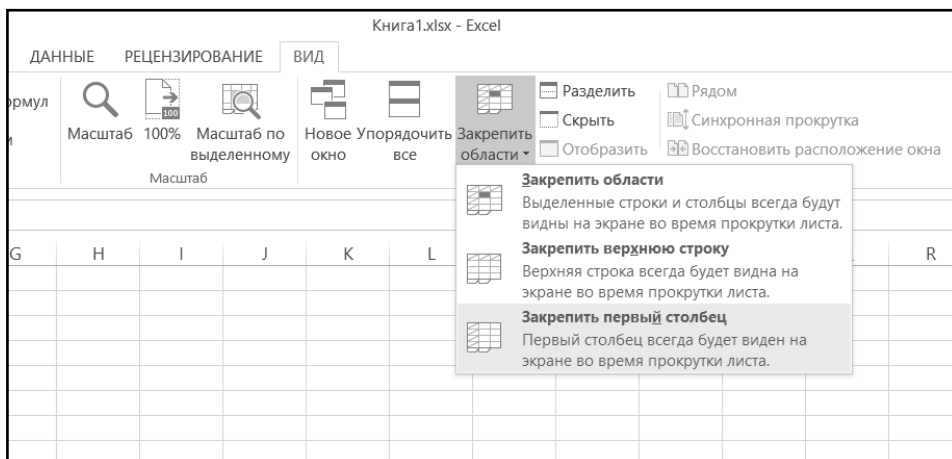 Книга1.xlsx - Excel
ДАННЫЕ РЕЦЕНЗИРОВАНИЕ ВИД
Масштаб
100%
100
Масштаб по
выделенному
Масштаб
Новое
окно
Упорядочить
все
Закрепить
области
Разделить
Скрыть
Отобразить
Рядом
Синхронная прокрутка
Восстановить расположение окна
Закрепить области
Выделенные строки и столбцы всегда будут
видны на экране во время прокрутки листа.
Закрепить верхнюю строку
Верхняя строка всегда будет видна на
экране во время прокрутки листа.
Закрепить первый столбец
Первый столбец всегда будет виден на
экране во время прокрутки листа.
G H I J K L R